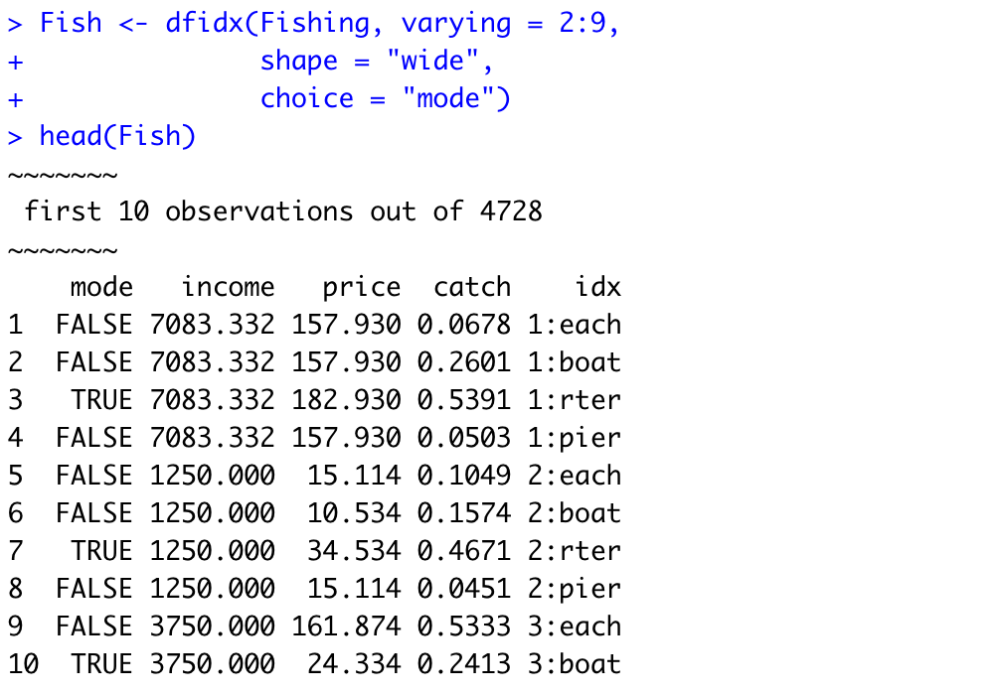 > Fish <- dfidx(Fishing, varying = 2:9,
+               shape = "wide",
+               choice = "mode")
> head(Fish)
~~~~~~~
 first 10 observations out of 4728
~~~~~~~
    mode   income   price  catch    idx
1  FALSE 7083.332 157.930 0.0678 1:each
2  FALSE 7083.332 157.930 0.2601 1:boat
3   TRUE 7083.332 182.930 0.5391 1:rter
4  FALSE 7083.332 157.930 0.0503 1:pier
5  FALSE 1250.000  15.114 0.1049 2:each
6  FALSE 1250.000  10.534 0.1574 2:boat
7   TRUE 1250.000  34.534 0.4671 2:rter
8  FALSE 1250.000  15.114 0.0451 2:pier
9  FALSE 3750.000 161.874 0.5333 3:each
10  TRUE 3750.000  24.334 0.2413 3:boat